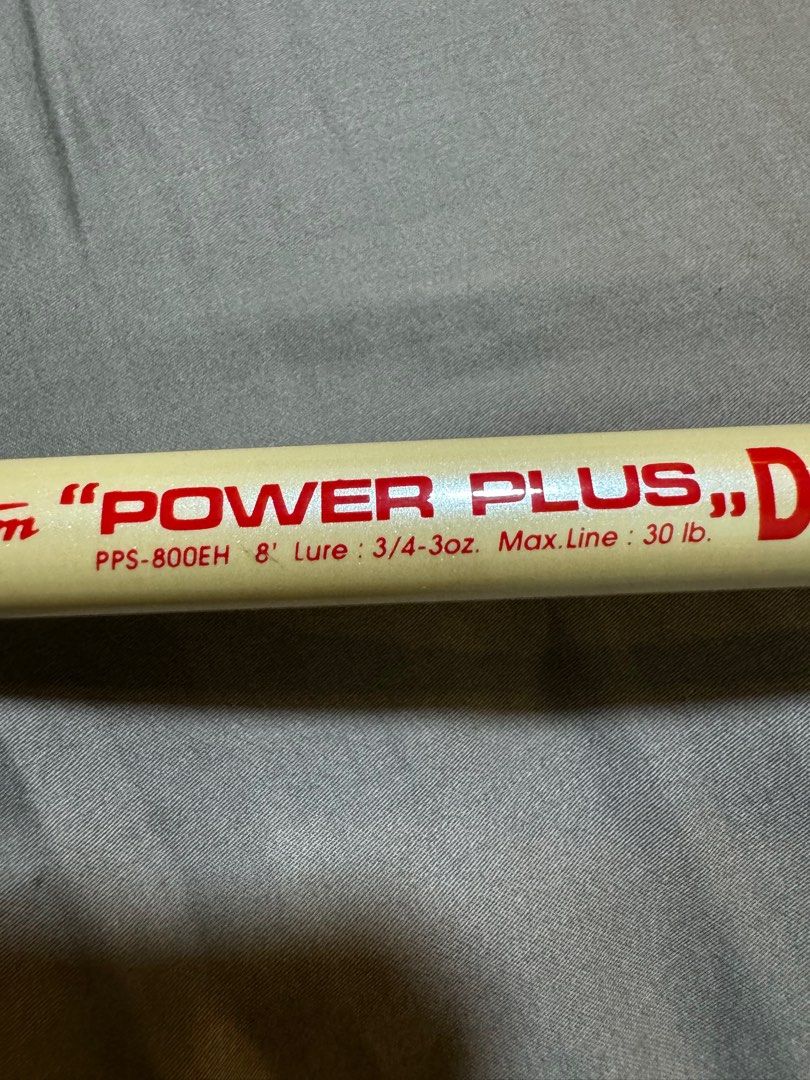 “POWER PLUS„
PPS-800EH 8' Lure : 3/4-3oz. Max.Line : 30 lb.